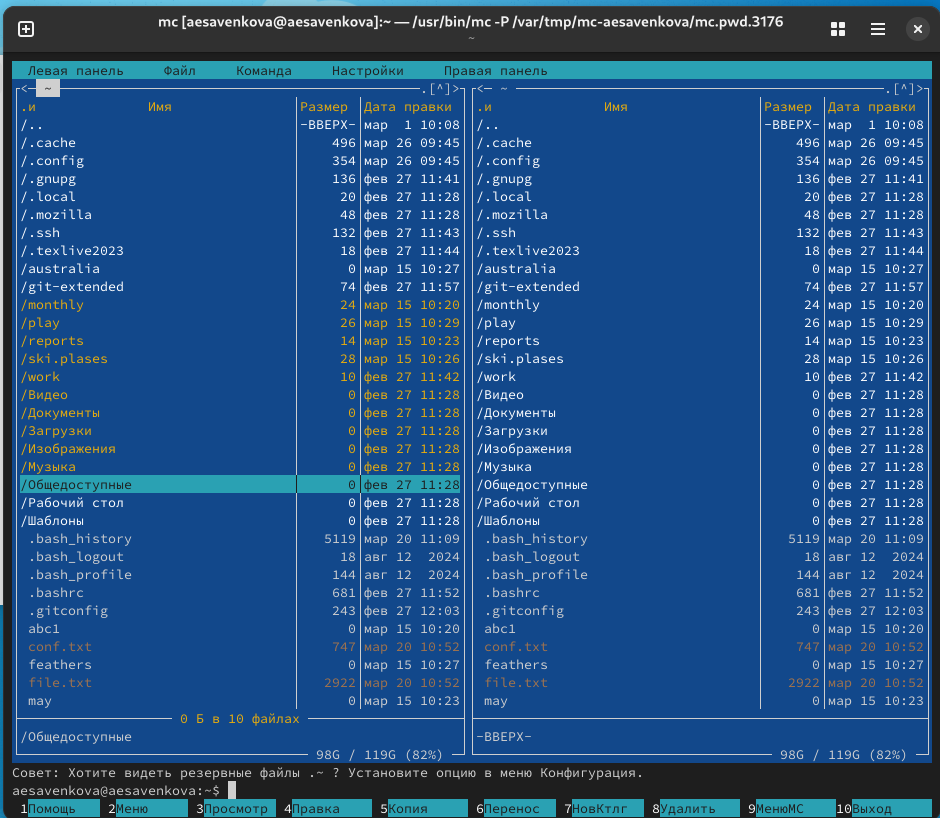 mc [aesavenkova@aesavenkova]:~ — /usr/bin/mc -P /var/tmp/mc-aesavenkova/mc.pwd.3176
~
Левая панель Файл Команда Настройки Правая панель
<─ ~ .[^]> <─ ~ .[^]>
.и Имя Размер Дата правки .и Имя Размер Дата правки
/.. -ВВЕРХ- мар 1 10:08 /.. -ВВЕРХ- мар 1 10:08
/.cache 496 мар 26 09:45 /.cache 496 мар 26 09:45
/.config 354 мар 26 09:45 /.config 354 мар 26 09:45
/.gnupg 136 фев 27 11:41 /.gnupg 136 фев 27 11:41
/.local 20 фев 27 11:28 /.local 20 фев 27 11:28
/.mozilla 48 фев 27 11:28 /.mozilla 48 фев 27 11:28
/.ssh 132 фев 27 11:43 /.ssh 132 фев 27 11:43
/.texlive2023 18 фев 27 11:44 /.texlive2023 18 фев 27 11:44
/australia 0 мар 15 10:27 /australia 0 мар 15 10:27
/git-extended 74 фев 27 11:57 /git-extended 74 фев 27 11:57
/monthly 24 мар 15 10:20 /monthly 24 мар 15 10:20
/play 26 мар 15 10:29 /play 26 мар 15 10:29
/reports 14 мар 15 10:23 /reports 14 мар 15 10:23
/ski.plases 28 мар 15 10:26 /ski.plases 28 мар 15 10:26
/work 10 фев 27 11:42 /work 10 фев 27 11:42
/Видео 0 фев 27 11:28 /Видео 0 фев 27 11:28
/Документы 0 фев 27 11:28 /Документы 0 фев 27 11:28
/Загрузки 0 фев 27 11:28 /Загрузки 0 фев 27 11:28
/Изображения 0 фев 27 11:28 /Изображения 0 фев 27 11:28
/Музыка 0 фев 27 11:28 /Музыка 0 фев 27 11:28
/Общедоступные 0 фев 27 11:28 /Общедоступные 0 фев 27 11:28
/Рабочий стол 0 фев 27 11:28 /Рабочий стол 0 фев 27 11:28
/Шаблоны 0 фев 27 11:28 /Шаблоны 0 фев 27 11:28
.bash_history 5119 мар 20 11:09 .bash_history 5119 мар 20 11:09
.bash_logout 18 авг 12 2024 .bash_logout 18 авг 12 2024
.bash_profile 144 авг 12 2024 .bash_profile 144 авг 12 2024
.bashrc 681 фев 27 11:52 .bashrc 681 фев 27 11:52
.gitconfig 243 фев 27 12:03 .gitconfig 243 фев 27 12:03
abc1 0 мар 15 10:20 abc1 0 мар 15 10:20
conf.txt 747 мар 20 10:52 conf.txt 747 мар 20 10:52
feathers 0 мар 15 10:27 feathers 0 мар 15 10:27
file.txt 2922 мар 20 10:52 file.txt 2922 мар 20 10:52
may 0 мар 15 10:23 may 0 мар 15 10:23
0 Б в 10 файлах
/Общедоступные -ВВЕРХ-
98G / 119G (82%) 98G / 119G (82%)
Совет: Хотите видеть резервные файлы .~ ? Установите опцию в меню Конфигурация.
aesavenkova@aesavenkova:~$
1Помощь 2Меню 3Просмотр 4Правка 5Копия 6Перенос 7НовКтлг 8Удалить 9МенюМС 10Выход